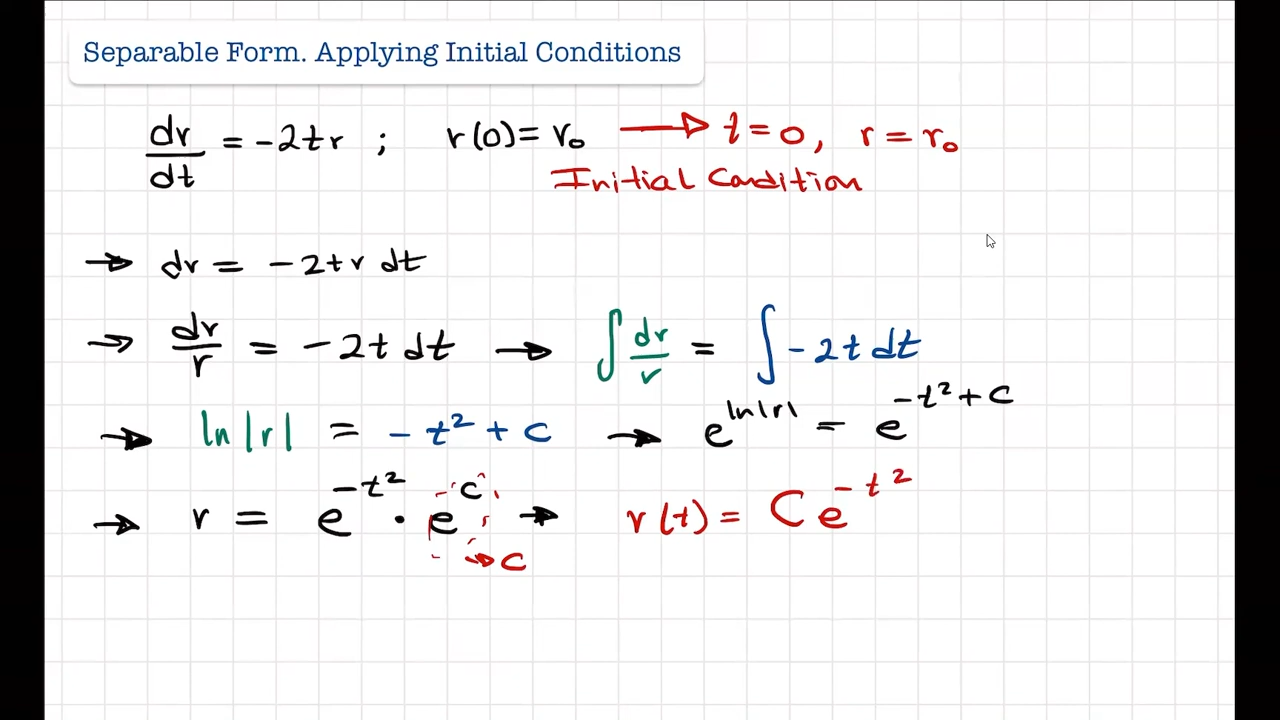 Separable Form. Applying Initial Conditions
dr/dt = -2tr ; r(0) = r₀ → t = 0, r = r₀
Initial Condition
→ dr = -2tr dt
→ dr/r = -2t dt → ∫ dr/r = ∫ -2t dt
→ ln|r| = -t² + c → e^(ln|r|) = e^(-t² + c)
→ r = e^(-t²) · e^c → r(t) = C e^(-t²)
→ c